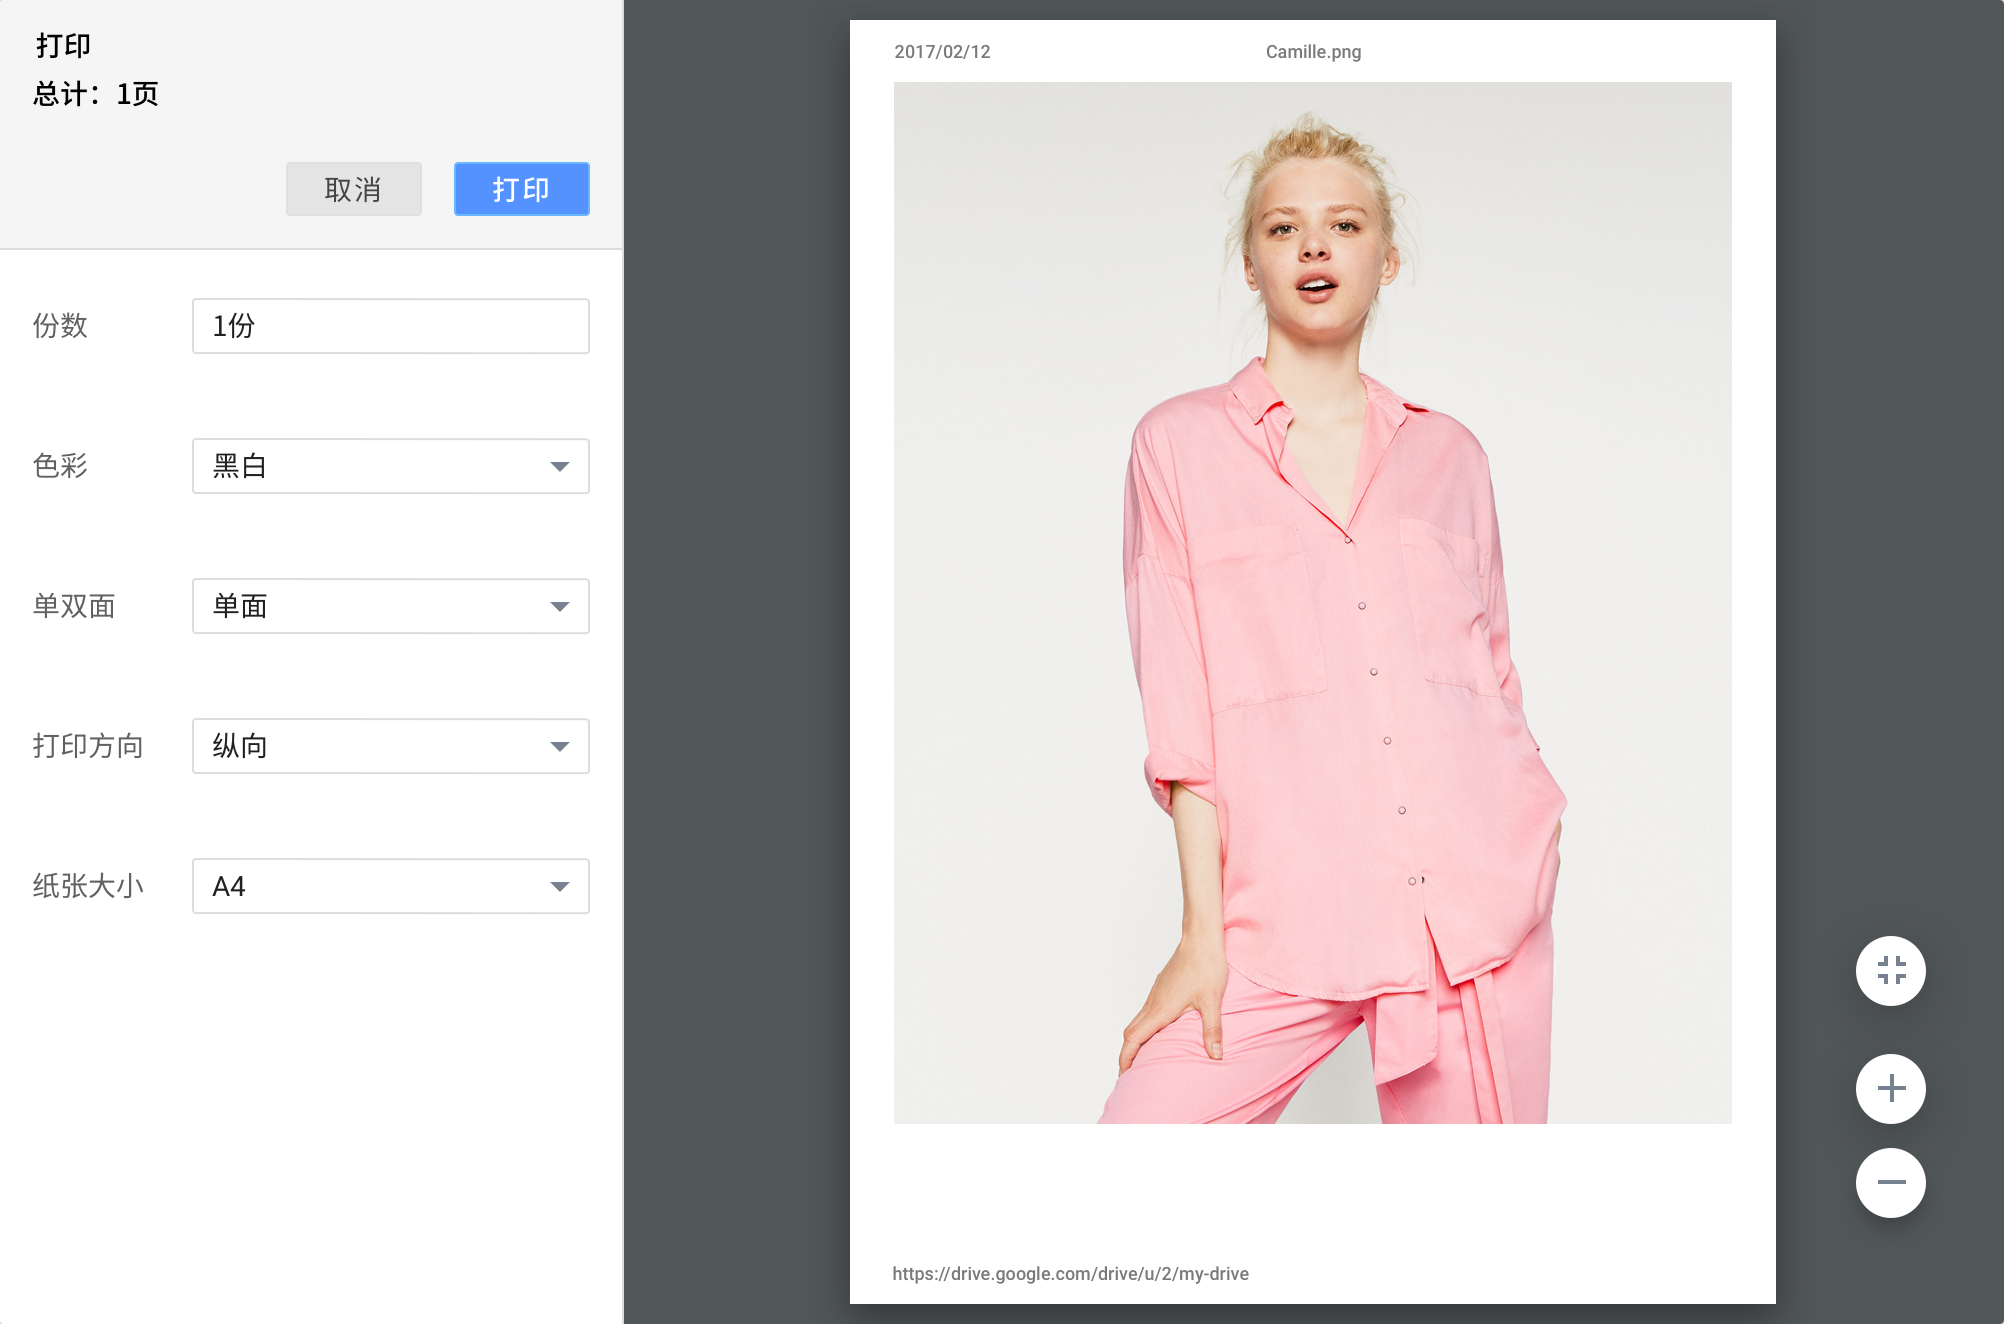 打印
总计：1页
取消
打印
份数
1份
色彩
黑白
单双面
单面
打印方向
纵向
纸张大小
A4
2017/02/12
Camille.png
https://drive.google.com/drive/u/2/my-drive